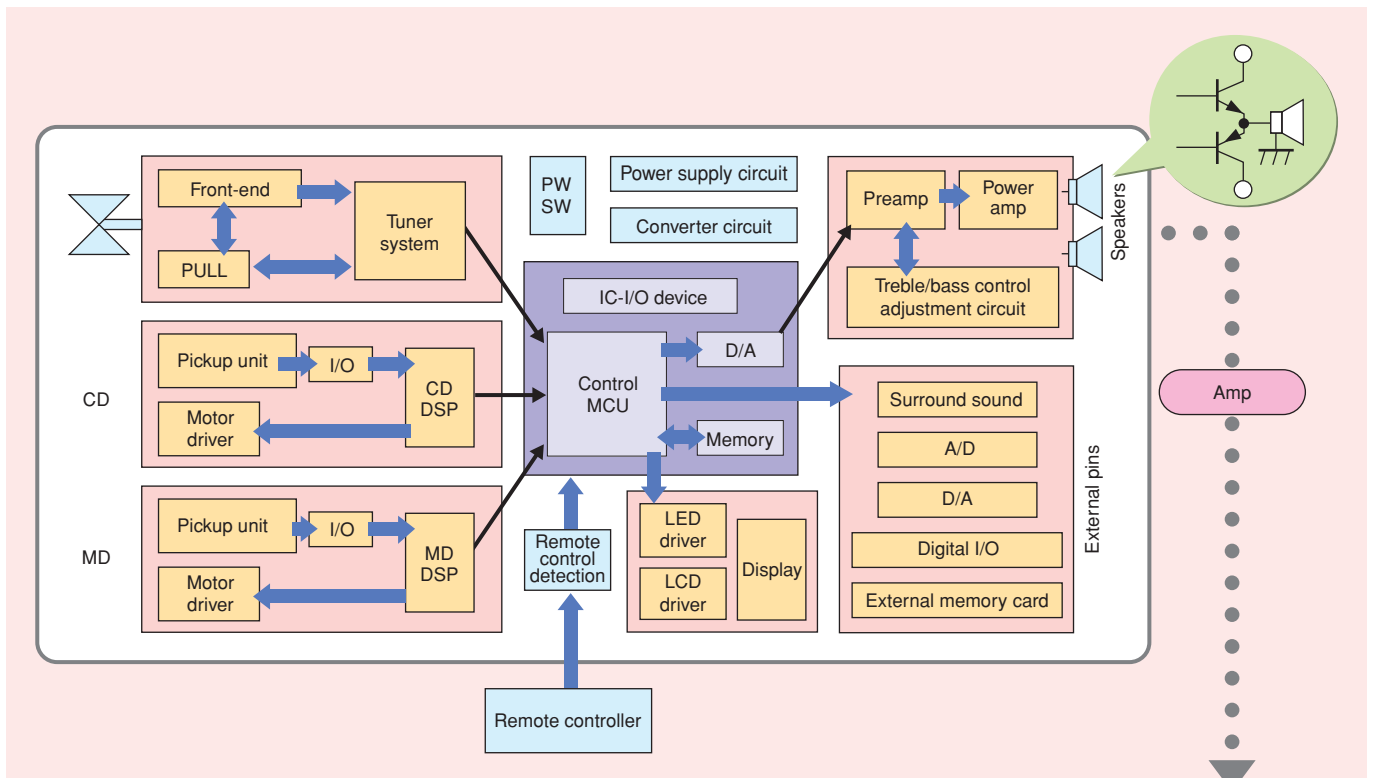 Front-end
Tuner
system
PULL
PW
SW
Power supply circuit
Converter circuit
Preamp
Power
amp
Treble/bass control
adjustment circuit
Speakers
IC-I/O device
Control
MCU
D/A
Memory
CD
Pickup unit
I/O
CD
DSP
Motor
driver
MD
Pickup unit
I/O
MD
DSP
Motor
driver
Remote
control
detection
LED
driver
LCD
driver
Display
Surround sound
A/D
D/A
Digital I/O
External memory card
External pins
Amp
Remote controller